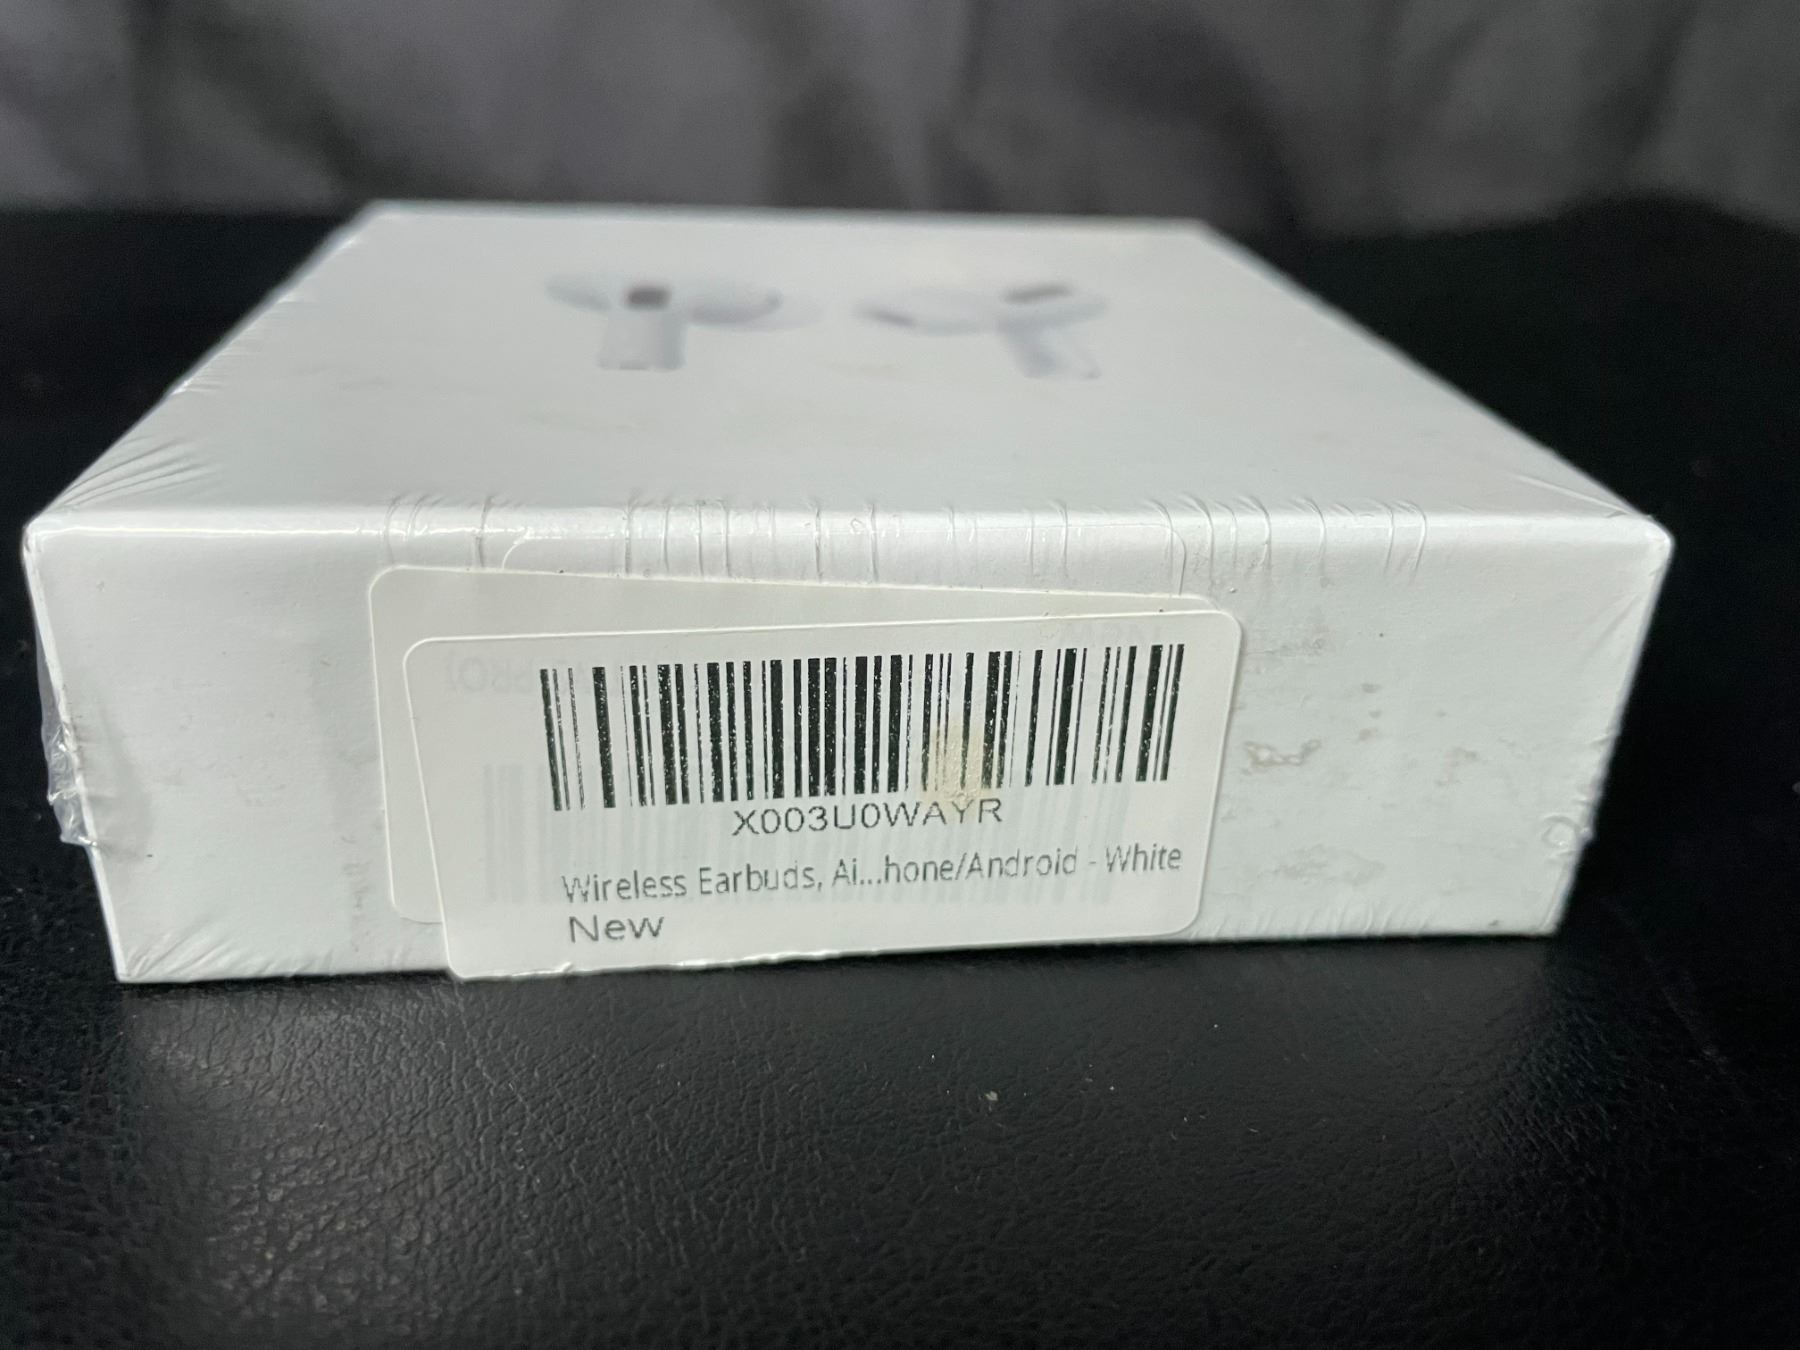 X003U0WAYR
Wireless Earbuds, Ai...hone/Android - White
New